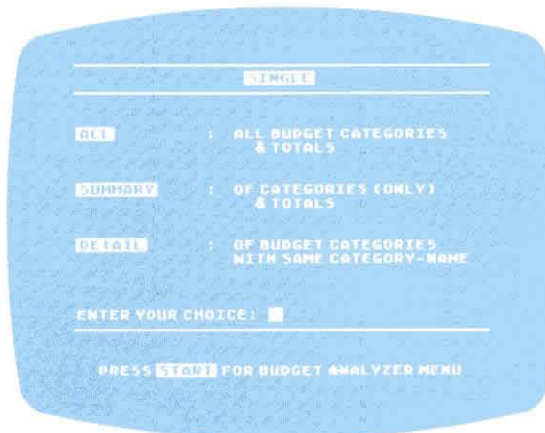 SINGLE
ALL : ALL BUDGET CATEGORIES
& TOTALS
SUMMARY : OF CATEGORIES (ONLY)
& TOTALS
DETAIL : OF BUDGET CATEGORIES
WITH SAME CATEGORY-NAME
ENTER YOUR CHOICE:
PRESS START FOR BUDGET ANALYZER MENU